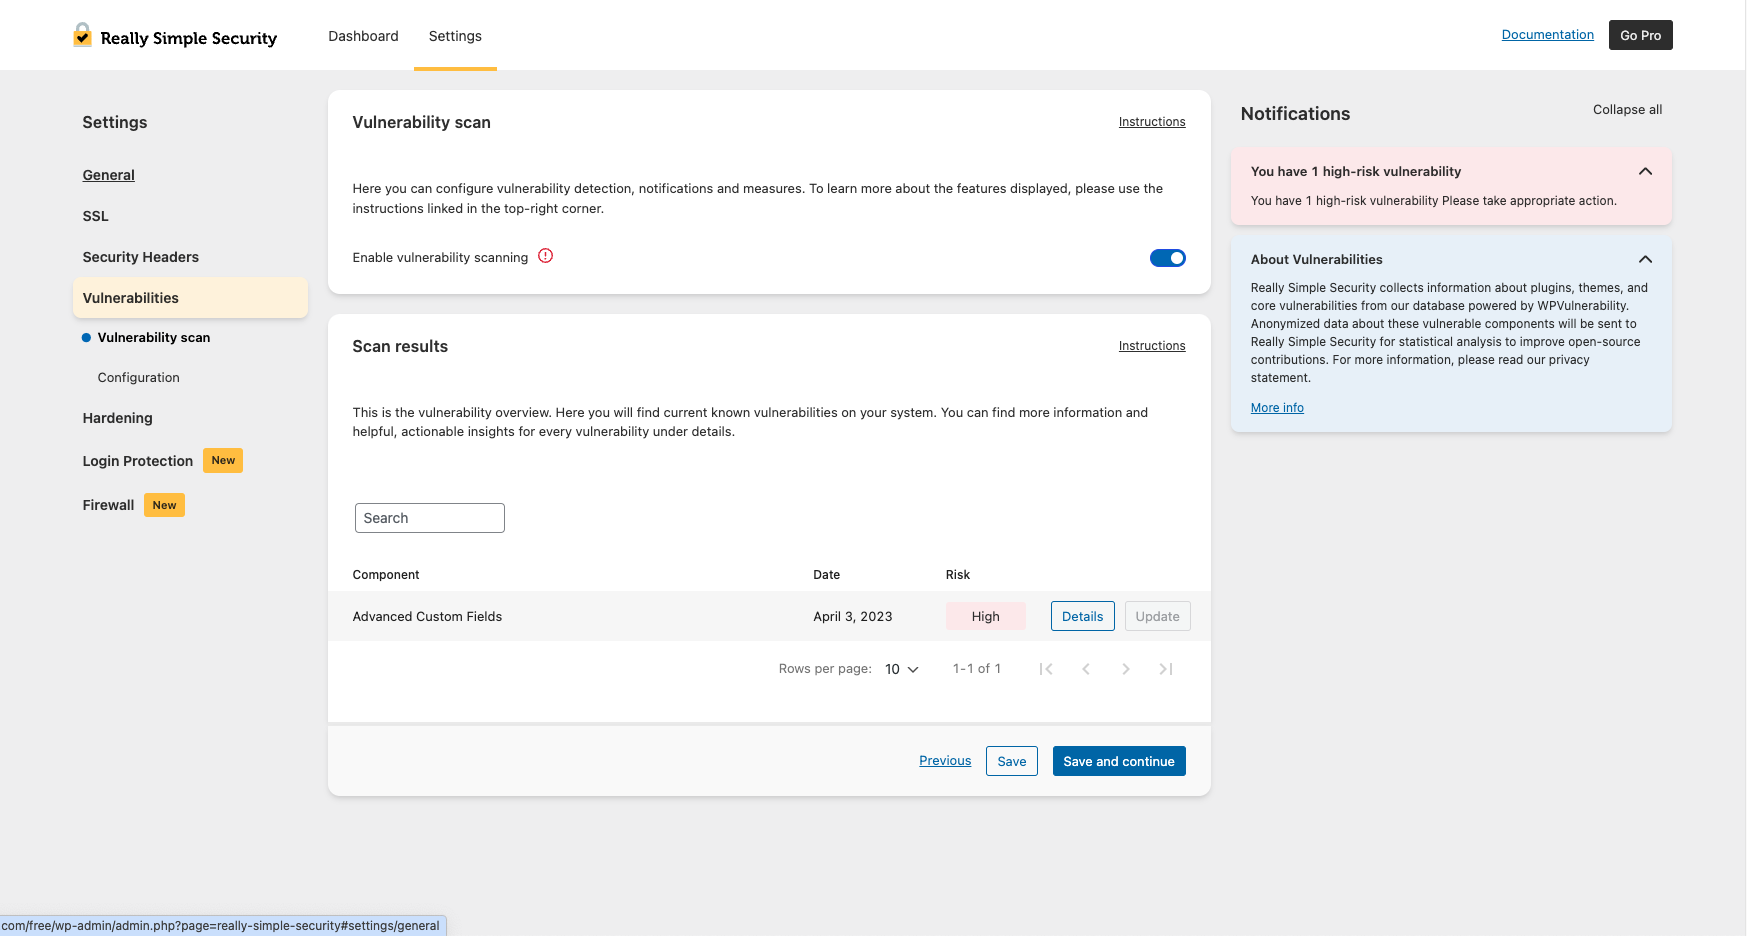 Really Simple Security
Dashboard
Settings
Documentation
Go Pro
Settings
General
SSL
Security Headers
Vulnerabilities
Vulnerability scan
Configuration
Hardening
Login Protection New
Firewall New
Vulnerability scan
Instructions
Here you can configure vulnerability detection, notifications and measures. To learn more about the features displayed, please use the
instructions linked in the top-right corner.
Enable vulnerability scanning
Scan results
Instructions
This is the vulnerability overview. Here you will find current known vulnerabilities on your system. You can find more information and
helpful, actionable insights for every vulnerability under details.
Search
Component Date Risk
Advanced Custom Fields April 3, 2023 High Details Update
Rows per page: 10 1-1 of 1
Previous Save Save and continue
Notifications
Collapse all
You have 1 high-risk vulnerability
You have 1 high-risk vulnerability Please take appropriate action.
About Vulnerabilities
Really Simple Security collects information about plugins, themes, and
core vulnerabilities from our database powered by WPVulnerability.
Anonymized data about these vulnerable components will be sent to
Really Simple Security for statistical analysis to improve open-source
contributions. For more information, please read our privacy
statement.
More info
com/free/wp-admin/admin.php?page=really-simple-security#settings/general